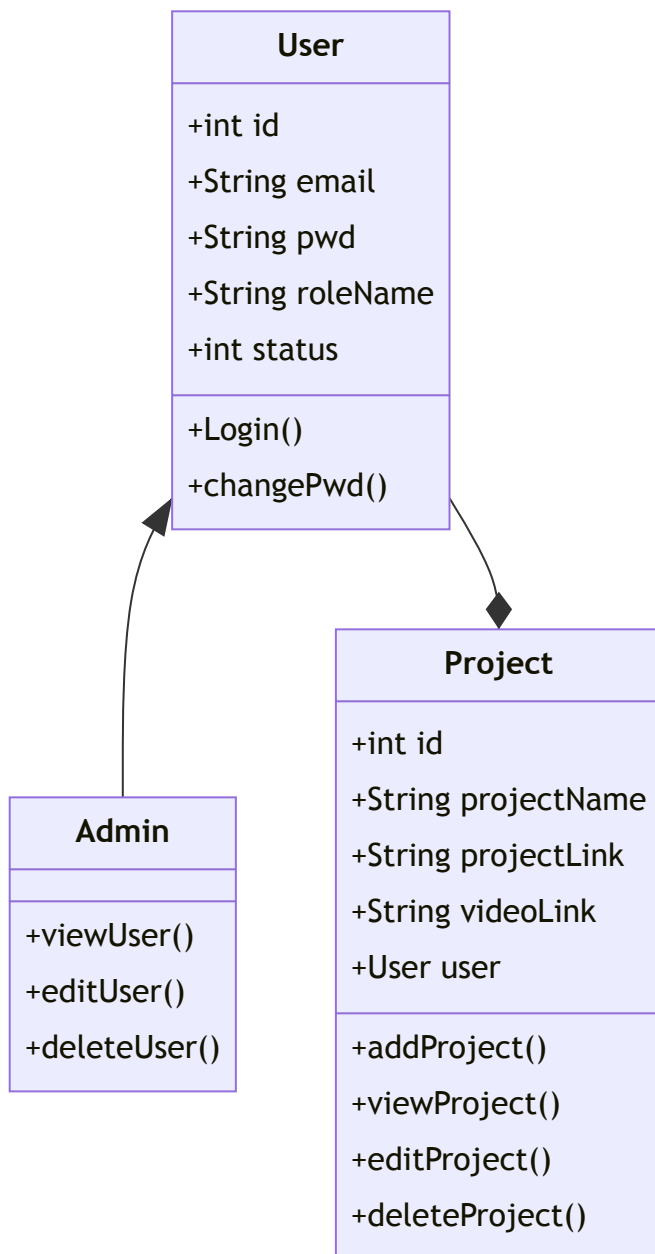 User
+int id
+String email
+String pwd
+String roleName
+int status
+Login()
+changePwd()
Admin
+viewUser()
+editUser()
+deleteUser()
Project
+int id
+String projectName
+String projectLink
+String videoLink
+User user
+addProject()
+viewProject()
+editProject()
+deleteProject()